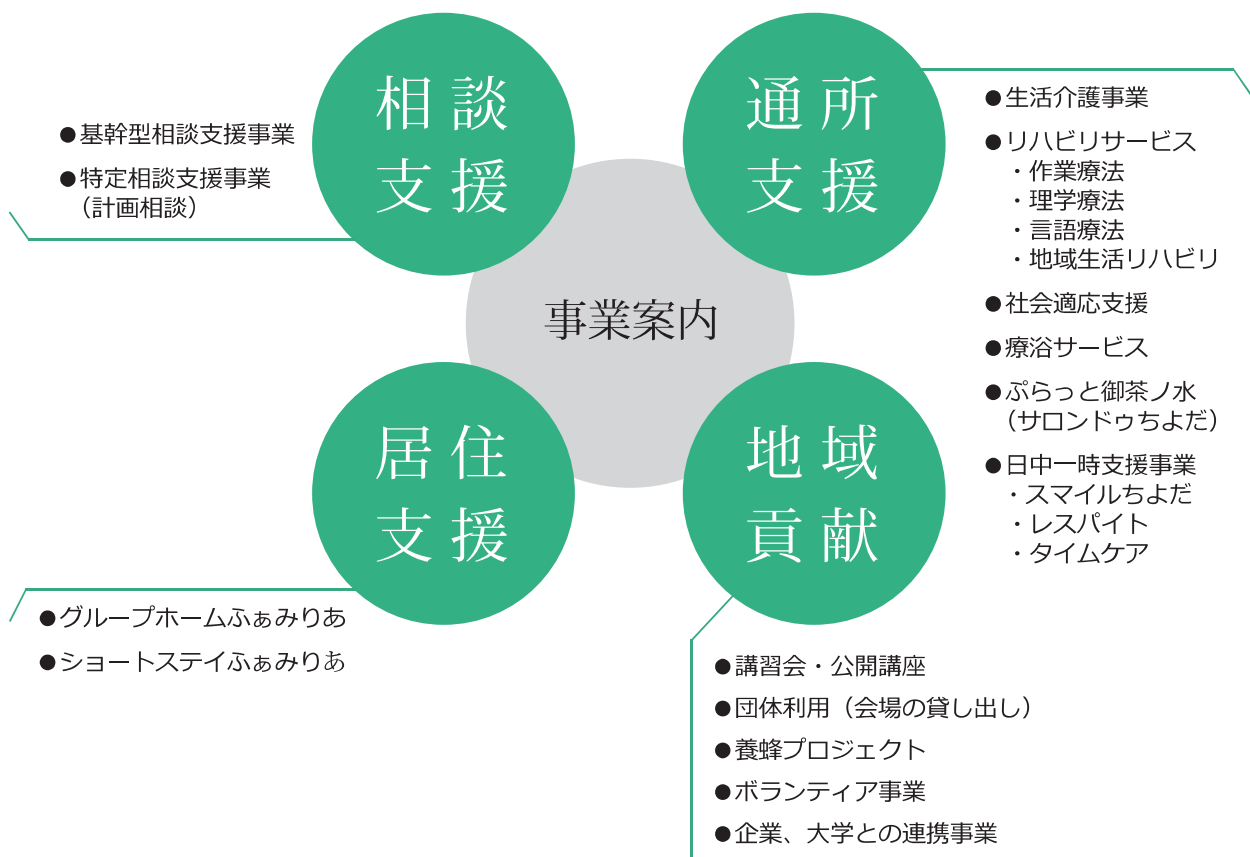 相談
支援
●基幹型相談支援事業
●特定相談支援事業
（計画相談）
通所
支援
●生活介護事業
●リハビリサービス
・作業療法
・理学療法
・言語療法
・地域生活リハビリ
●社会適応支援
●療浴サービス
●ぷらっと御茶ノ水
（サロンドゥちよだ）
●日中一時支援事業
・スマイルちよだ
・レスパイト
・タイムケア
事業案内
居住
支援
●グループホームふぁみりあ
●ショートステイふぁみりあ
地域
貢献
●講習会・公開講座
●団体利用（会場の貸し出し）
●養蜂プロジェクト
●ボランティア事業
●企業、大学との連携事業